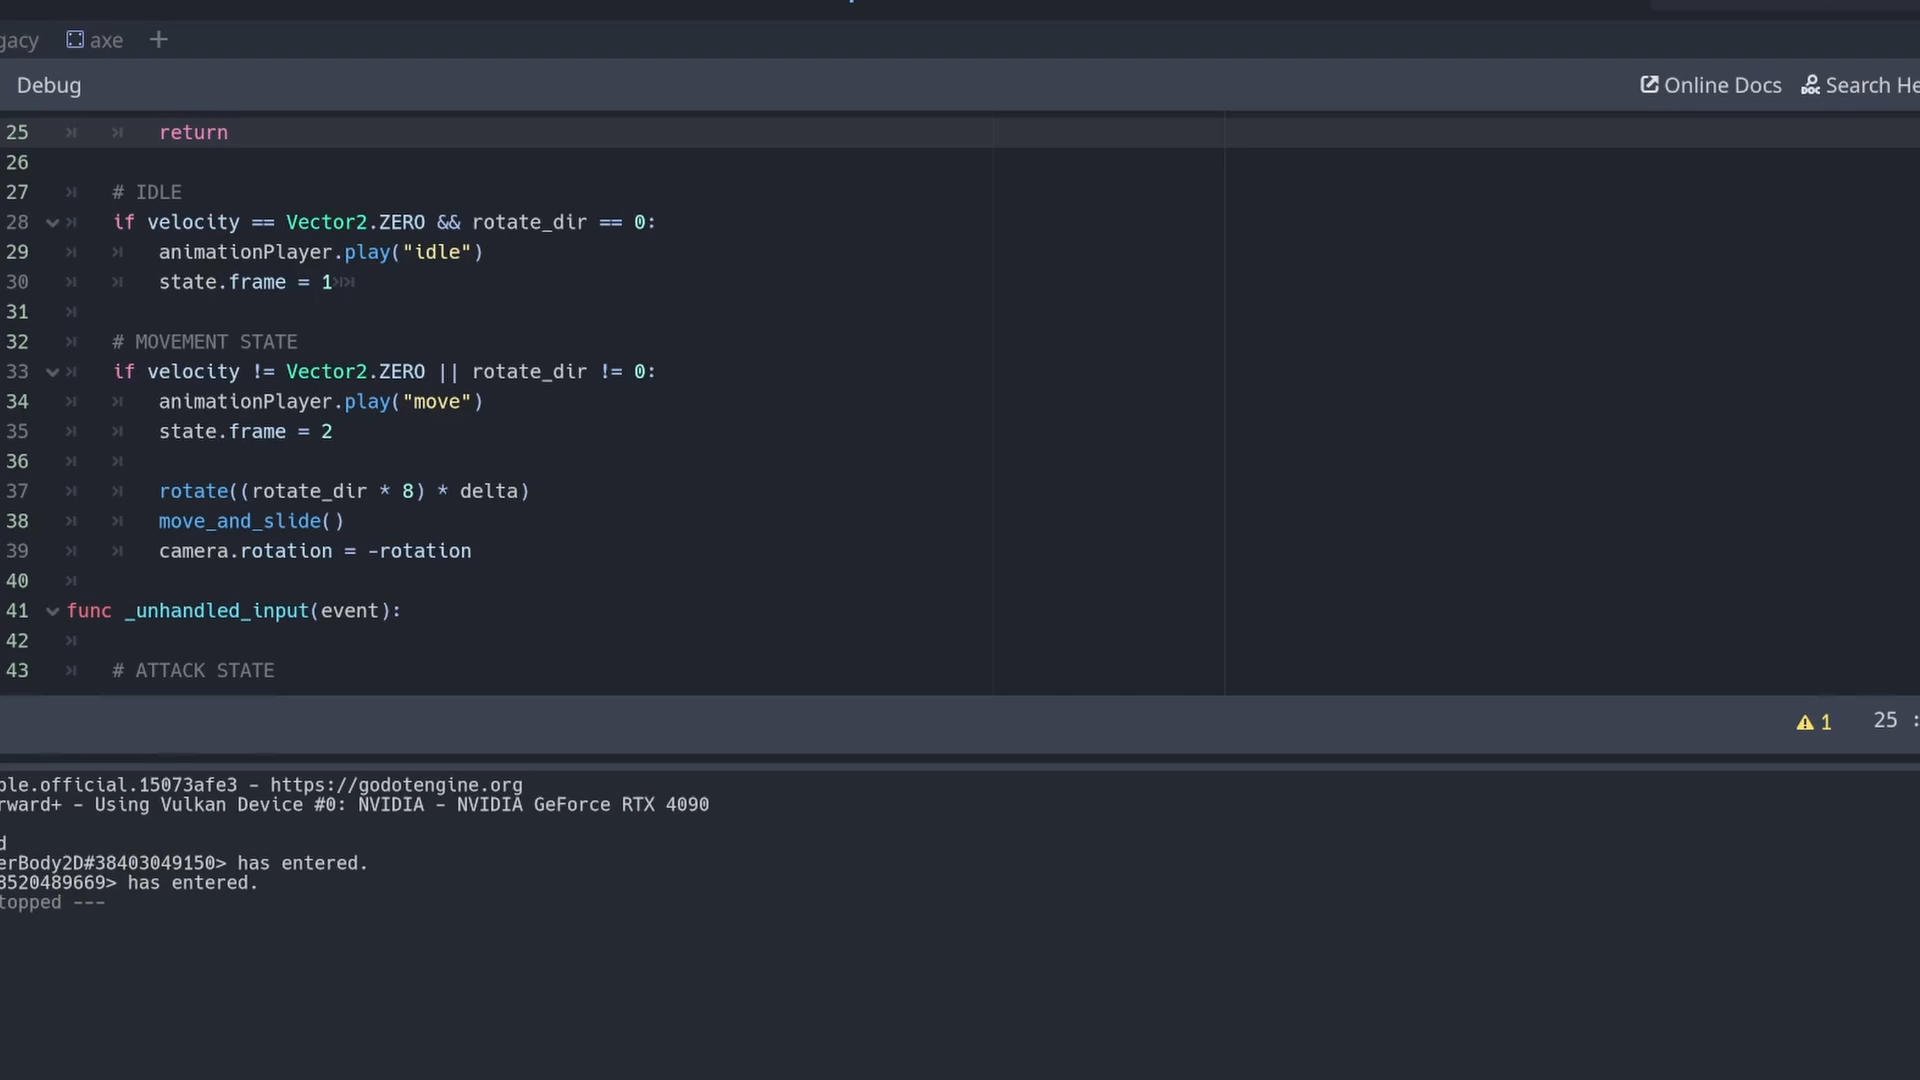 gacy axe +
Debug Online Docs Search He
25 return
26
27 # IDLE
28 if velocity == Vector2.ZERO && rotate_dir == 0:
29 animationPlayer.play("idle")
30 state.frame = 1
31
32 # MOVEMENT STATE
33 if velocity != Vector2.ZERO || rotate_dir != 0:
34 animationPlayer.play("move")
35 state.frame = 2
36
37 rotate((rotate_dir * 8) * delta)
38 move_and_slide()
39 camera.rotation = -rotation
40
41 func _unhandled_input(event):
42
43 # ATTACK STATE
1 25 :
ble.official.15073afe3 - https://godotengine.org
rward+ - Using Vulkan Device #0: NVIDIA - NVIDIA GeForce RTX 4090
d
erBody2D#38403049150> has entered.
8520489669> has entered.
topped ---